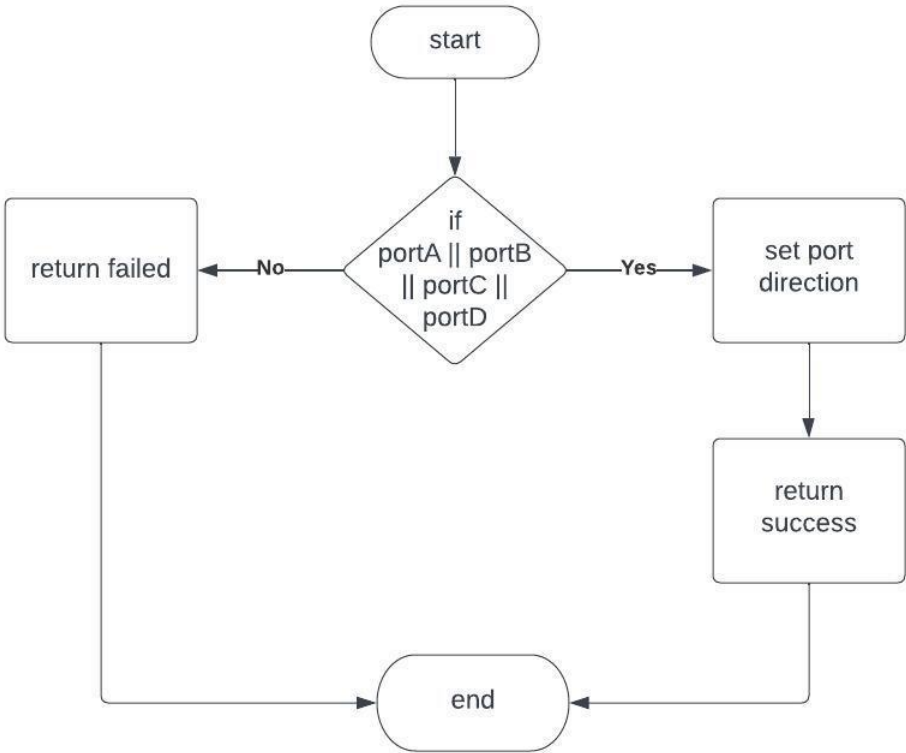 start
if
portA || portB
|| portC ||
portD
No
Yes
return failed
set port
direction
return
success
end